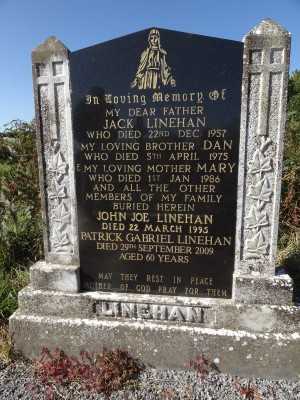 In Loving Memory Of
MY DEAR FATHER
JACK LINEHAN
WHO DIED 22ND DEC 1957
MY LOVING BROTHER DAN
WHO DIED 5TH APRIL 1975
& MY LOVING MOTHER MARY
WHO DIED 1ST JAN 1986
AND ALL THE OTHER
MEMBERS OF MY FAMILY
BURIED HEREIN
JOHN JOE LINEHAN
DIED 22 MARCH 1995
PATRICK GABRIEL LINEHAN
DIED 29TH SEPTEMBER 2009
AGED 60 YEARS
MAY THEY REST IN PEACE
MOTHER OF GOD PRAY FOR THEM
LINEHAN